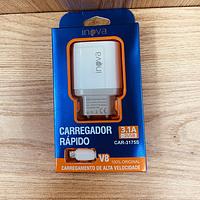 inova
inova
CARREGADOR
RÁPIDO
3.1A
CAR-3175S
V8
100% ORIGINAL
CARREGAMENTO DE ALTA VELOCIDADE